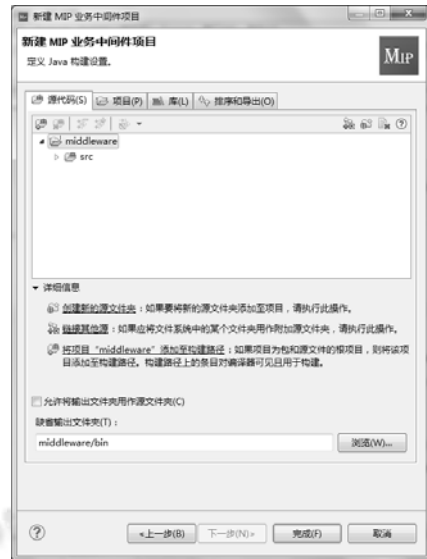 新建 MIP 业务中间件项目
新建 MIP 业务中间件项目
定义 Java 构建设置。
MIP
源代码(S) 项目(P) 库(L) 排序和导出(O)
middleware
src
详细信息
创建新的源文件夹：如果要将新的源文件夹添加至项目，请执行此操作。
链接其他源：如果应将文件系统中的某个文件夹用作附加源文件夹，请执行此操作。
将项目“middleware”添加至构建路径：如果项目为包和源文件的根项目，则将该项
目添加至构建路径。构建路径上的条目对编译器可见且用于构建。
允许将输出文件夹用作源文件夹(C)
缺省输出文件夹(T)：
middleware/bin
浏览(W)...
<上一步(B) 下一步(N)> 完成(F) 取消